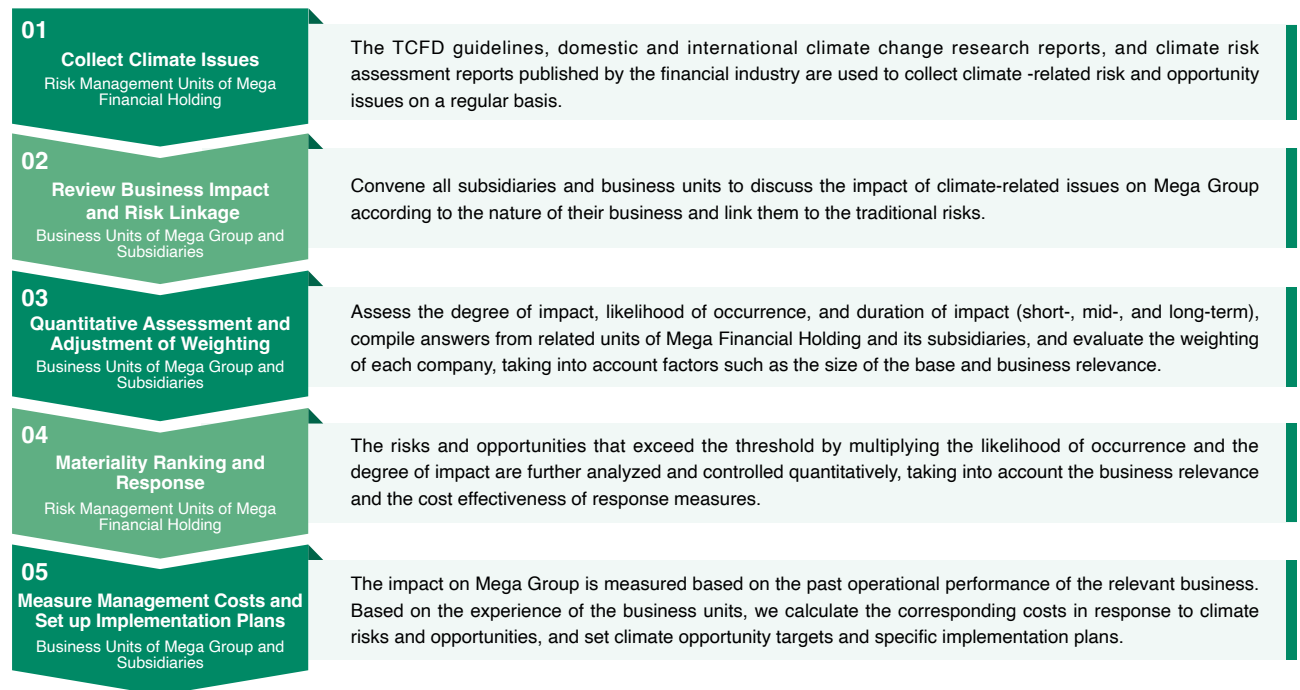 01
Collect Climate Issues
Risk Management Units of Mega
Financial Holding
The TCFD guidelines, domestic and international climate change research reports, and climate risk
assessment reports published by the financial industry are used to collect climate -related risk and opportunity
issues on a regular basis.
02
Review Business Impact
and Risk Linkage
Business Units of Mega Group and
Subsidiaries
Convene all subsidiaries and business units to discuss the impact of climate-related issues on Mega Group
according to the nature of their business and link them to the traditional risks.
03
Quantitative Assessment and
Adjustment of Weighting
Business Units of Mega Group and
Subsidiaries
Assess the degree of impact, likelihood of occurrence, and duration of impact (short-, mid-, and long-term),
compile answers from related units of Mega Financial Holding and its subsidiaries, and evaluate the weighting
of each company, taking into account factors such as the size of the base and business relevance.
04
Materiality Ranking and
Response
Risk Management Units of Mega
Financial Holding
The risks and opportunities that exceed the threshold by multiplying the likelihood of occurrence and the
degree of impact are further analyzed and controlled quantitatively, taking into account the business relevance
and the cost effectiveness of response measures.
05
Measure Management Costs and
Set up Implementation Plans
Business Units of Mega Group and
Subsidiaries
The impact on Mega Group is measured based on the past operational performance of the relevant business.
Based on the experience of the business units, we calculate the corresponding costs in response to climate
risks and opportunities, and set climate opportunity targets and specific implementation plans.